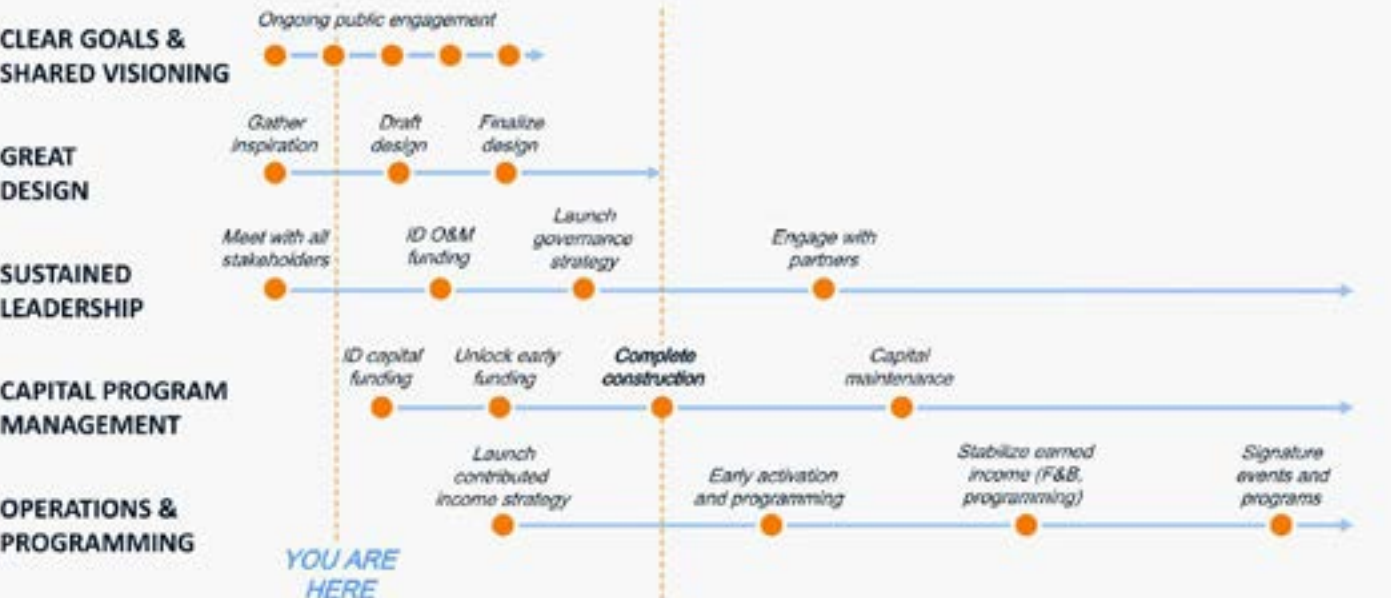 Ongoing public engagement
CLEAR GOALS &
SHARED VISIONING
Gather
inspiration
Draft
design
Finalize
design
GREAT
DESIGN
Meet with all
stakeholders
ID O&M
funding
Launch
governance
strategy
Engage with
partners
SUSTAINED
LEADERSHIP
ID capital
funding
Unlock early
funding
Complete
construction
Capital
maintenance
CAPITAL PROGRAM
MANAGEMENT
Launch
contributed
income strategy
Early activation
and programming
Stabilize earned
income (F&B,
programming)
Signature
events and
programs
OPERATIONS &
PROGRAMMING
YOU ARE
HERE